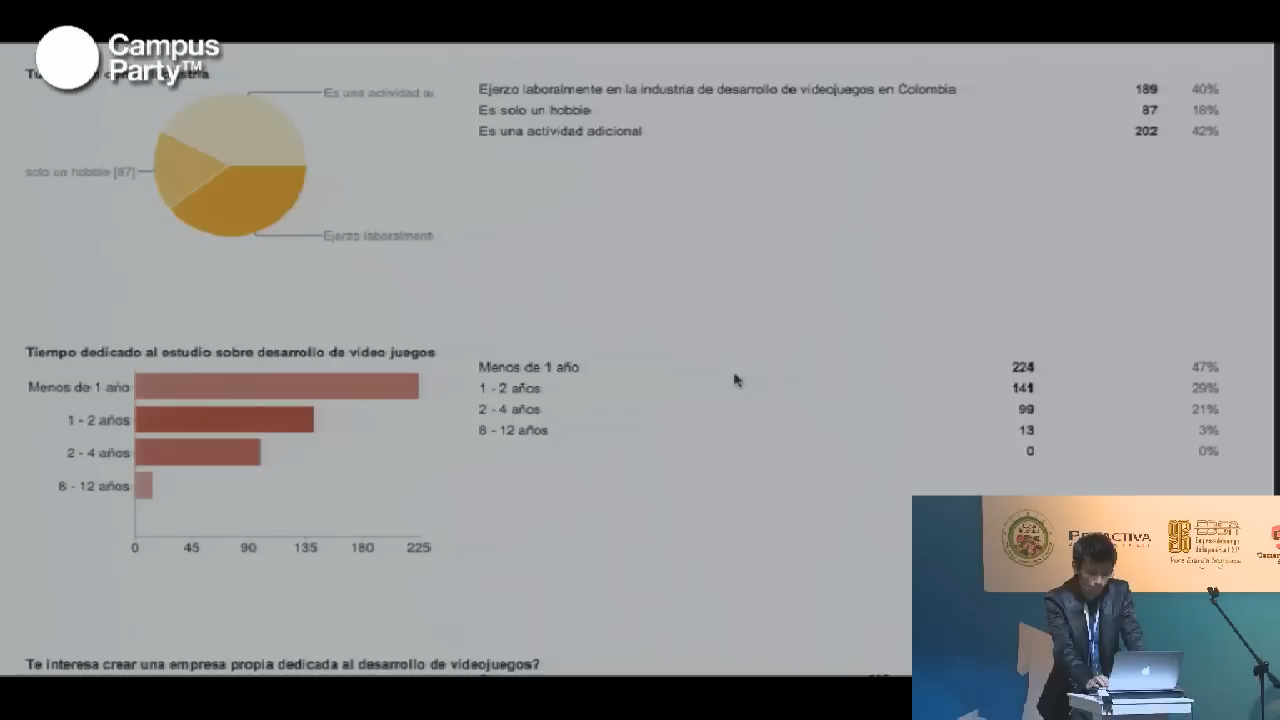 Campus
Party™
Es una actividad a
solo un hobbie [87]
Ejerzo laboralment
Ejerzo laboralmente en la industria de desarrollo de videojuegos en Colombia 189 40%
Es solo un hobbie 87 18%
Es una actividad adicional 202 42%
Tiempo dedicado al estudio sobre desarrollo de video juegos
Menos de 1 año
1 - 2 años
2 - 4 años
8 - 12 años
0 45 90 135 180 225
Menos de 1 año 224 47%
1 - 2 años 141 29%
2 - 4 años 99 21%
8 - 12 años 13 3%
0 0%
Te interesa crear una empresa propia dedicada al desarrollo de videojuegos?
ESSA